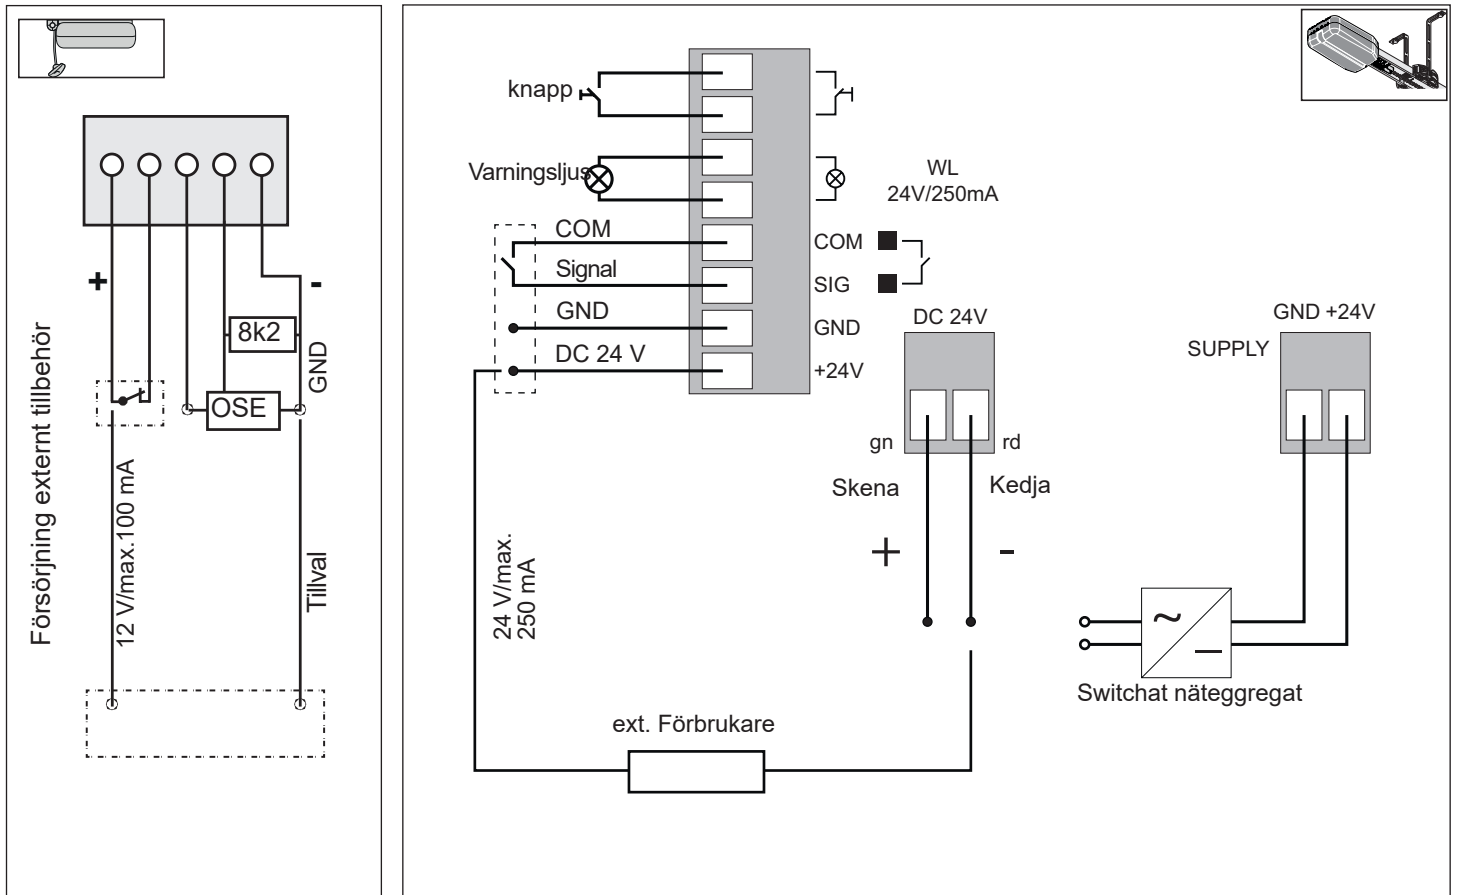 +
-
8k2
GND
OSE
Försörjning externt tillbehör
12 V/max.100 mA
Tillval
knapp
Varningsljus
WL
24V/250mA
COM
COM
Signal
SIG
GND
GND
DC 24 V
+24V
DC 24V
gn
rd
Skena
Kedja
+
-
GND +24V
SUPPLY
24 V/max.
250 mA
~
Switchat näteggregat
ext. Förbrukare